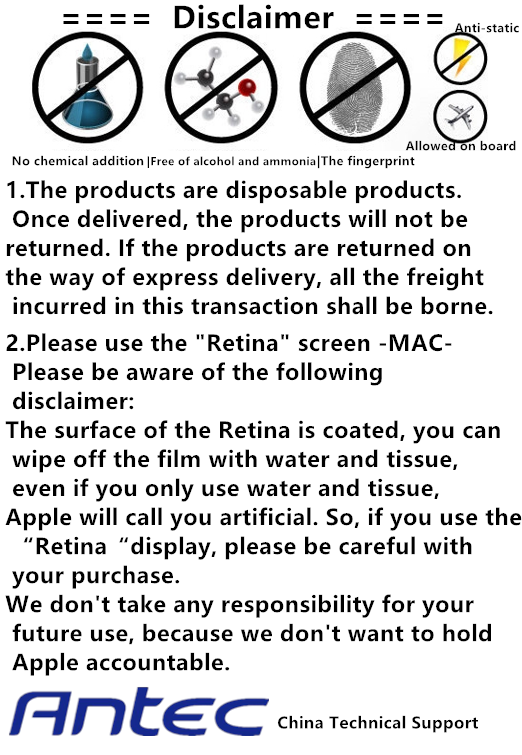 ==== Disclaimer ====
Anti-static
Allowed on board
No chemical addition |Free of alcohol and ammonia|The fingerprint
1.The products are disposable products.
Once delivered, the products will not be
returned. If the products are returned on
the way of express delivery, all the freight
incurred in this transaction shall be borne.
2.Please use the "Retina" screen -MAC-
Please be aware of the following
disclaimer:
The surface of the Retina is coated, you can
wipe off the film with water and tissue,
even if you only use water and tissue,
Apple will call you artificial. So, if you use the
“Retina “display, please be careful with
your purchase.
We don't take any responsibility for your
future use, because we don't want to hold
Apple accountable.
Antec China Technical Support